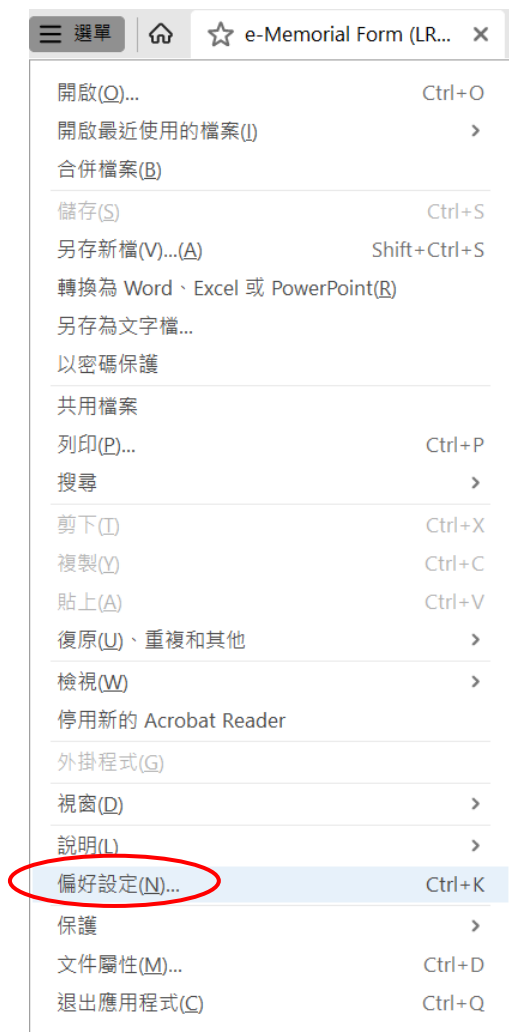 選單 e-Memorial Form (LR...
開啟(O)... Ctrl+O
開啟最近使用的檔案(I)
合併檔案(B)
儲存(S) Ctrl+S
另存新檔(V)...(A) Shift+Ctrl+S
轉換為 Word、Excel 或 PowerPoint(R)
另存為文字檔...
以密碼保護
共用檔案
列印(P)... Ctrl+P
搜尋
剪下(T) Ctrl+X
複製(Y) Ctrl+C
貼上(A) Ctrl+V
復原(U)、重複和其他
檢視(W)
停用新的 Acrobat Reader
外掛程式(G)
視窗(D)
說明(L)
偏好設定(N)... Ctrl+K
保護
文件屬性(M)... Ctrl+D
退出應用程式(C) Ctrl+Q